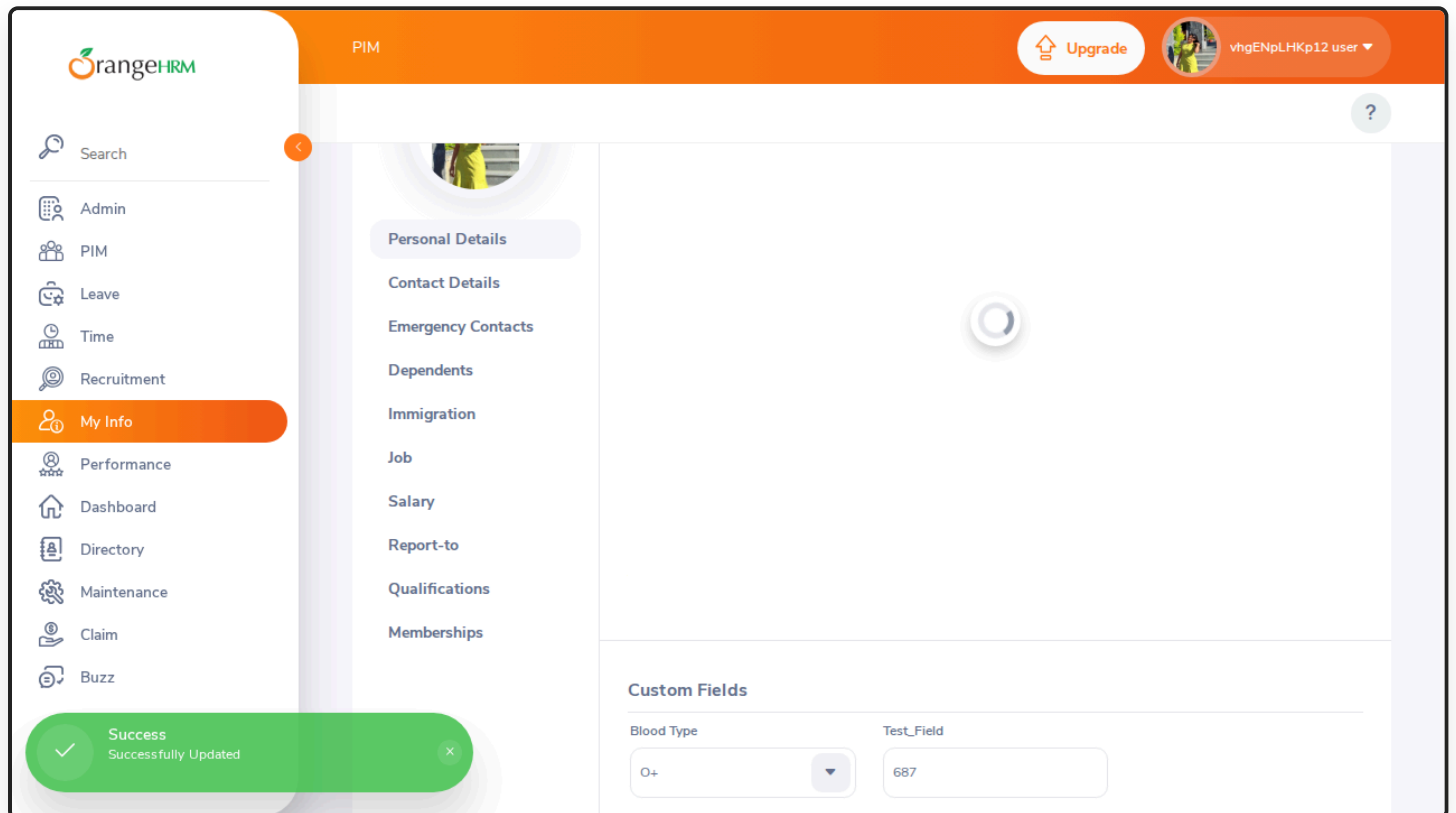 OrangeHRM
PIM
Upgrade
vhgENpLHKp12 user
?
Search
Admin
PIM
Leave
Time
Recruitment
My Info
Performance
Dashboard
Directory
Maintenance
Claim
Buzz
Personal Details
Contact Details
Emergency Contacts
Dependents
Immigration
Job
Salary
Report-to
Qualifications
Memberships
Custom Fields
Blood Type
Test_Field
O+
687
Success
Successfully Updated